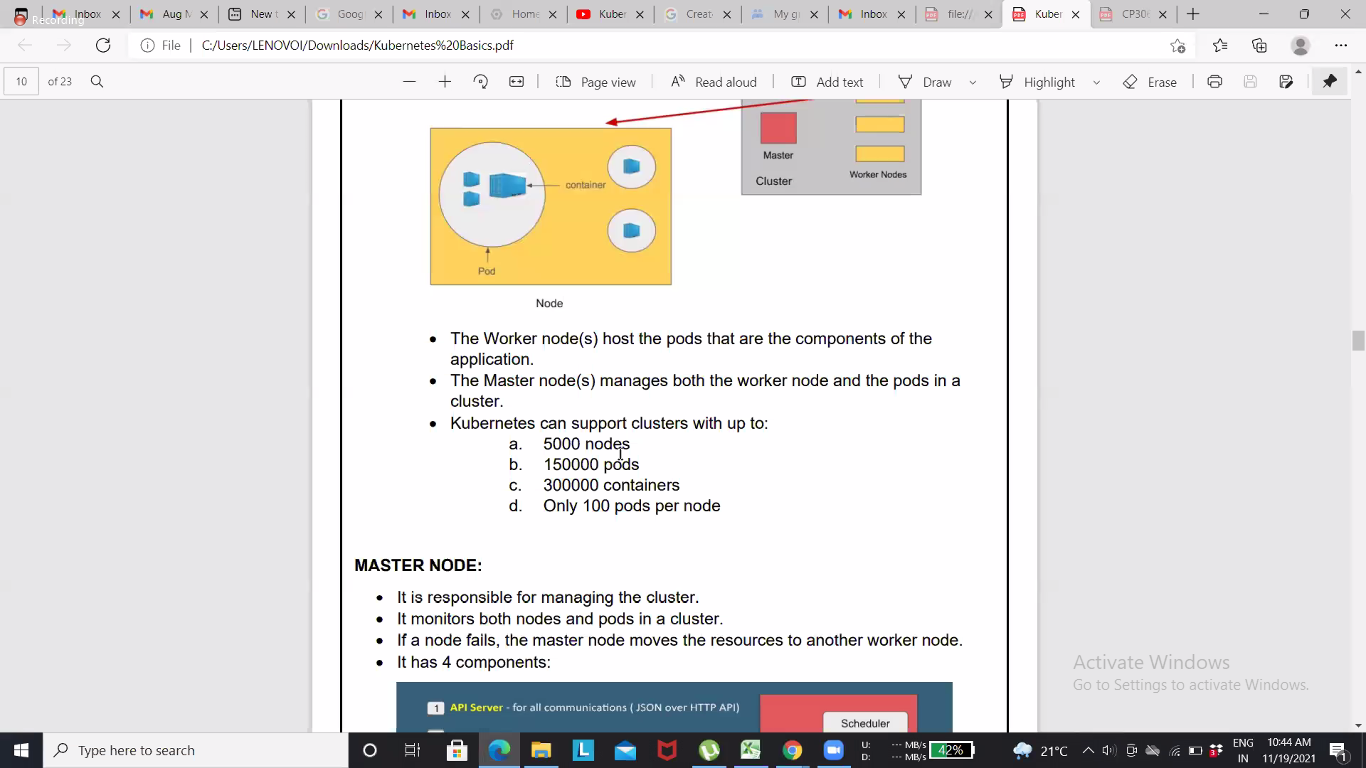 Recording
Inbox
Aug M
New t
Googl
Inbox
Home
Kuber
Create
My gr
Inbox
file://
Kuber
CP306
File
C:/Users/LENOVOI/Downloads/Kubernetes%20Basics.pdf
10 of 23
Page view
Read aloud
Add text
Draw
Highlight
Erase
Master
Cluster
Worker Nodes
container
Pod
Node
• The Worker node(s) host the pods that are the components of the
application.
• The Master node(s) manages both the worker node and the pods in a
cluster.
• Kubernetes can support clusters with up to:
a. 5000 nodes
b. 150000 pods
c. 300000 containers
d. Only 100 pods per node
MASTER NODE:
• It is responsible for managing the cluster.
• It monitors both nodes and pods in a cluster.
• If a node fails, the master node moves the resources to another worker node.
• It has 4 components:
1 API Server - for all communications ( JSON over HTTP API)
Scheduler
Activate Windows
Go to Settings to activate Windows.
Type here to search
U: --- MB/s
D: --- MB/s
42%
21°C
ENG
IN
10:44 AM
11/19/2021
1